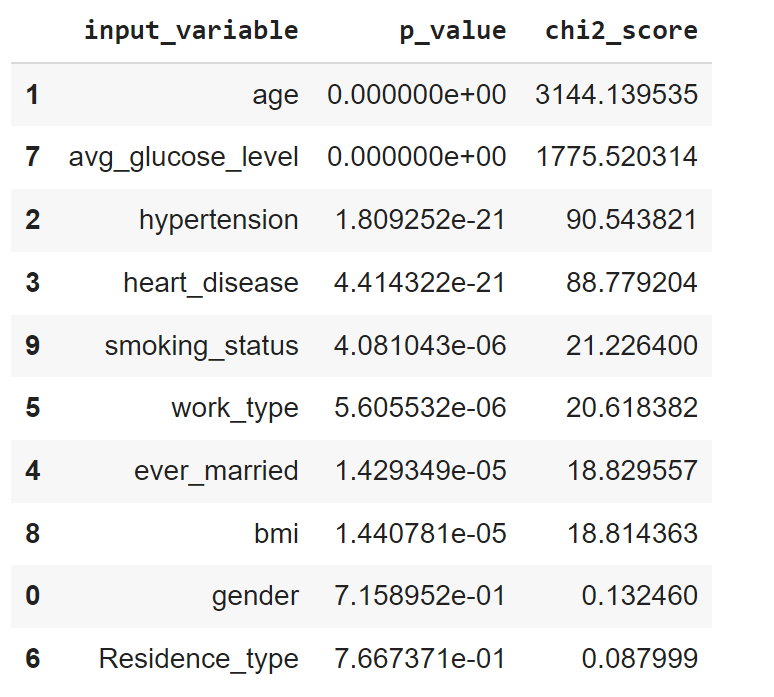 input_variable p_value chi2_score
1 age 0.000000e+00 3144.139535
7 avg_glucose_level 0.000000e+00 1775.520314
2 hypertension 1.809252e-21 90.543821
3 heart_disease 4.414322e-21 88.779204
9 smoking_status 4.081043e-06 21.226400
5 work_type 5.605532e-06 20.618382
4 ever_married 1.429349e-05 18.829557
8 bmi 1.440781e-05 18.814363
0 gender 7.158952e-01 0.132460
6 Residence_type 7.667371e-01 0.087999